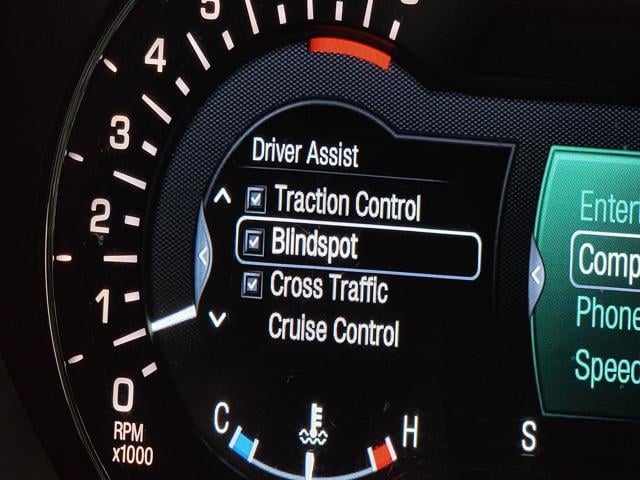 5
4
3
2
1
0
RPM
x1000
Driver Assist
Traction Control
Blindspot
Cross Traffic
Cruise Control
C
H
S
Enter
Comp
Phone
Speed